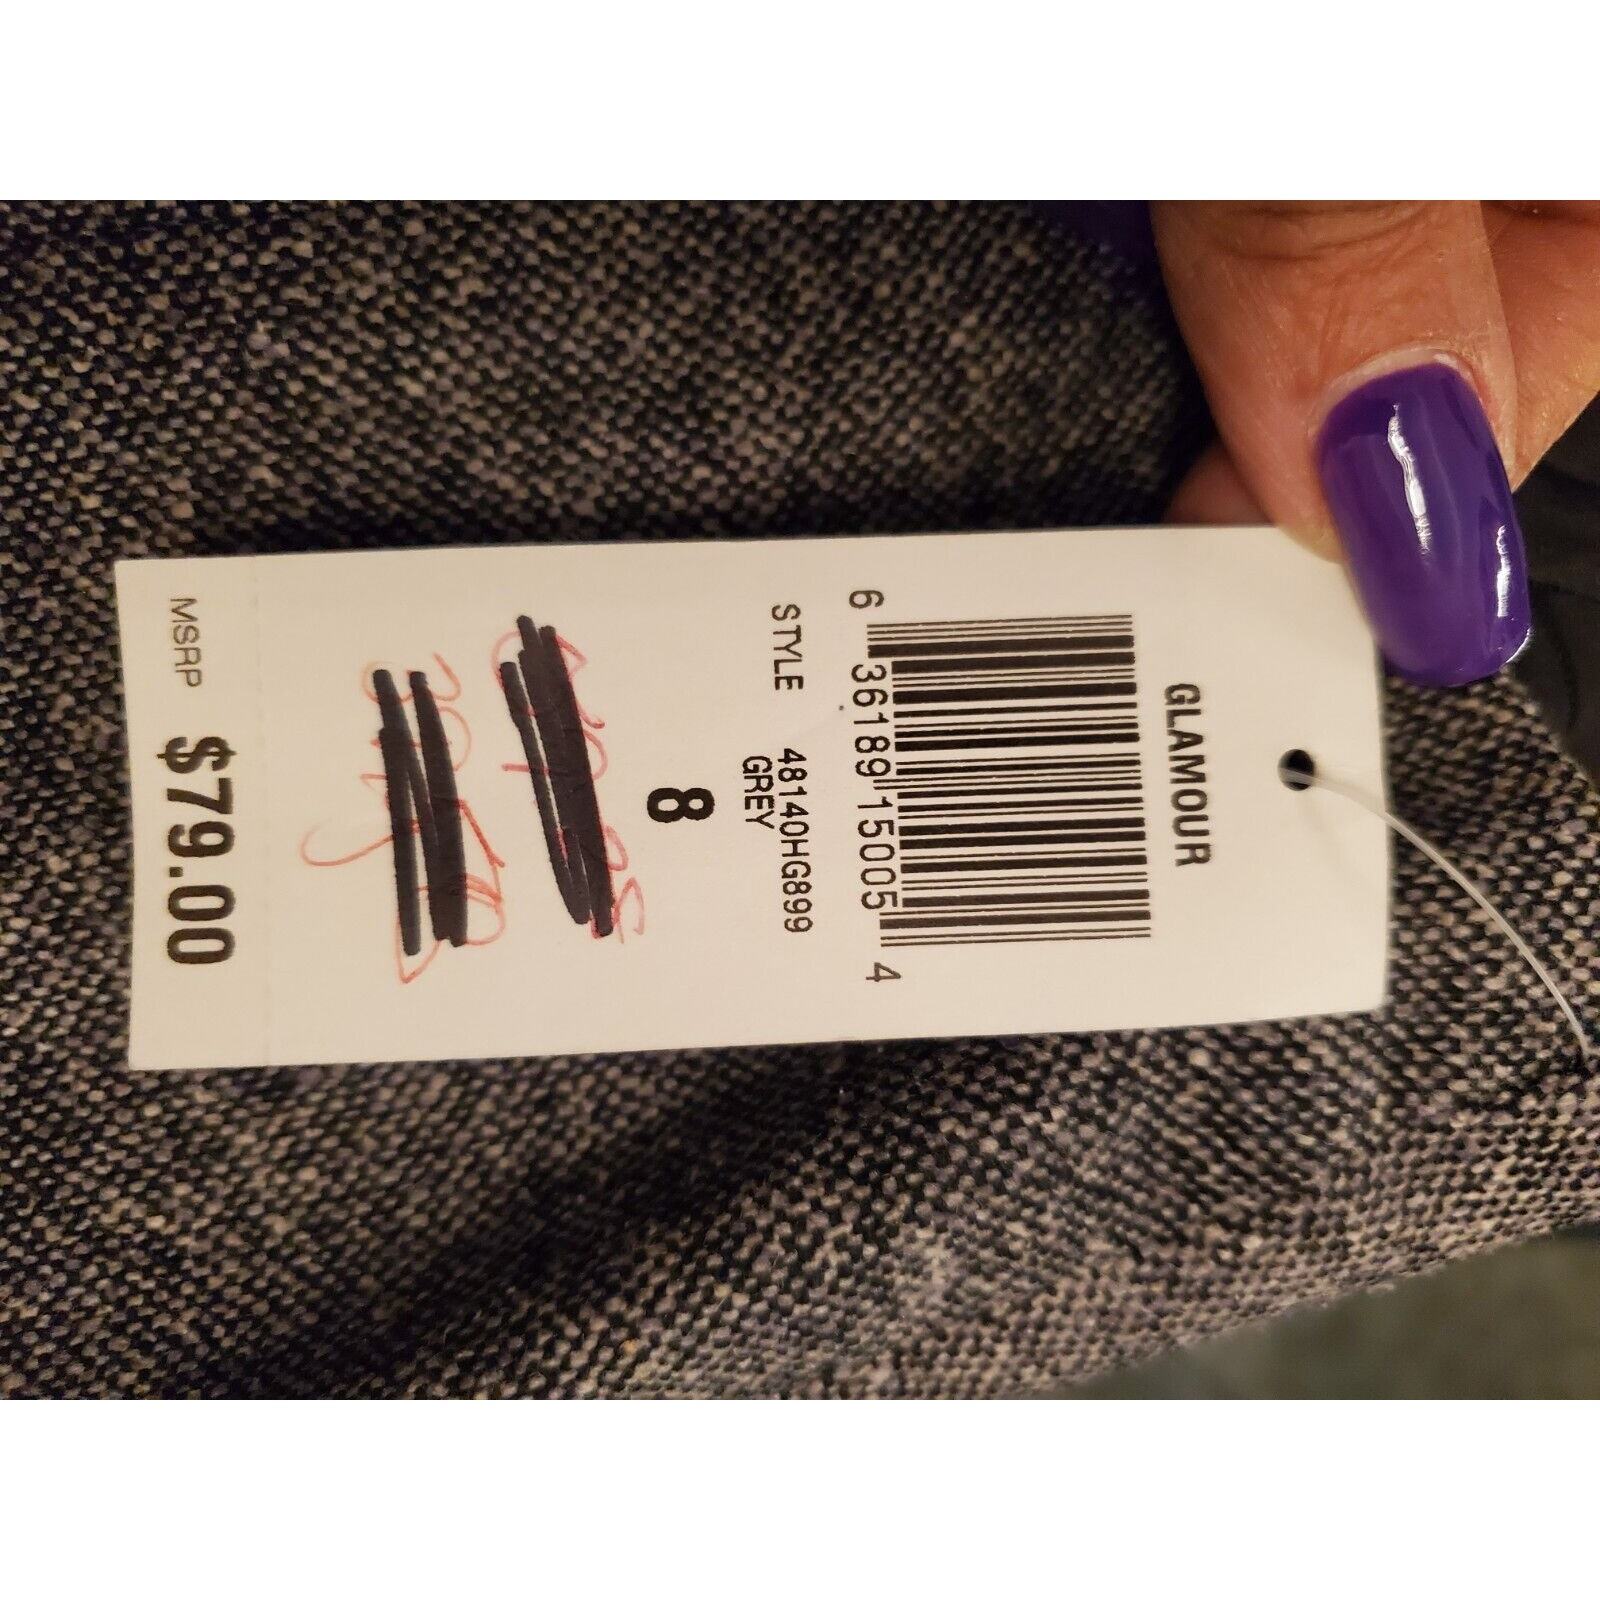 GLAMOUR
6 36189 15005 4
STYLE 48140HG899
GREY
8
MSRP $79.00